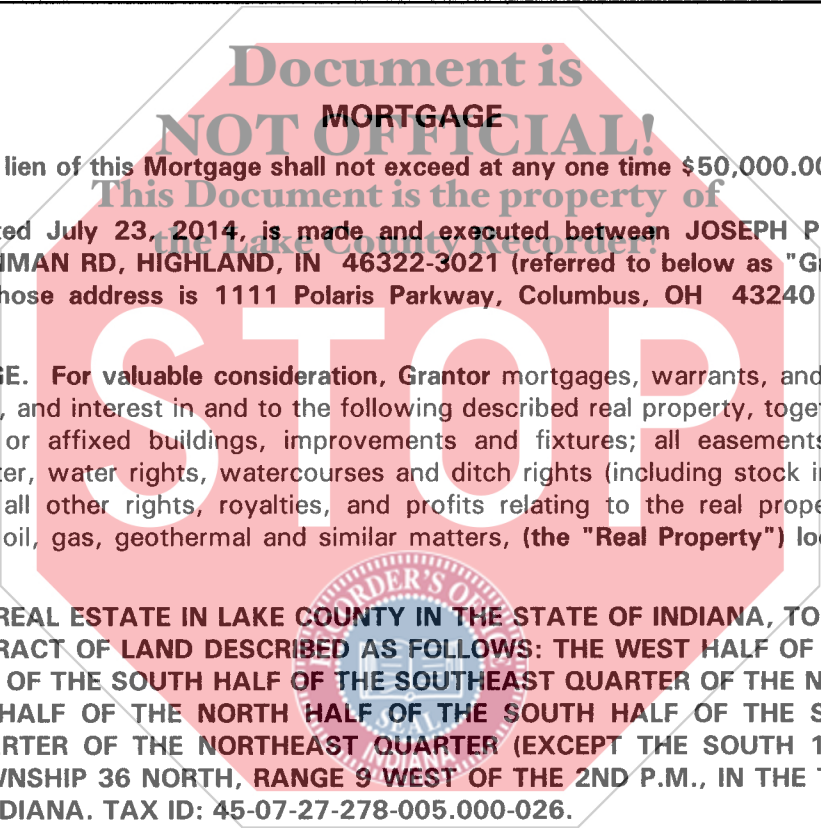 Document is
MORTGAGE
NOT OFFICIAL!
lien of this Mortgage shall not exceed at any one time $50,000.00
This Document is the property of
ted July 23, 2014, is made and executed between JOSEPH P
the Lake County Recorder!
MAN RD, HIGHLAND, IN 46322-3021 (referred to below as "G
hose address is 1111 Polaris Parkway, Columbus, OH 43240
STOP
GE. For valuable consideration, Grantor mortgages, warrants, and
, and interest in and to the following described real property, toget
or affixed buildings, improvements and fixtures; all easements
ter, water rights, watercourses and ditch rights (including stock i
all other rights, royalties, and profits relating to the real prope
oil, gas, geothermal and similar matters, (the "Real Property") lo
RECORDER'S OFFICE
REAL ESTATE IN LAKE COUNTY IN THE STATE OF INDIANA, TO
RACT OF LAND DESCRIBED AS FOLLOWS: THE WEST HALF OF
OF THE SOUTH HALF OF THE SOUTHEAST QUARTER OF THE N
HALF OF THE NORTH HALF OF THE SOUTH HALF OF THE S
SEAL
RTER OF THE NORTHEAST QUARTER (EXCEPT THE SOUTH 1
INDIANA
WNSHIP 36 NORTH, RANGE 9 WEST OF THE 2ND P.M., IN THE T
DIANA. TAX ID: 45-07-27-278-005.000-026.